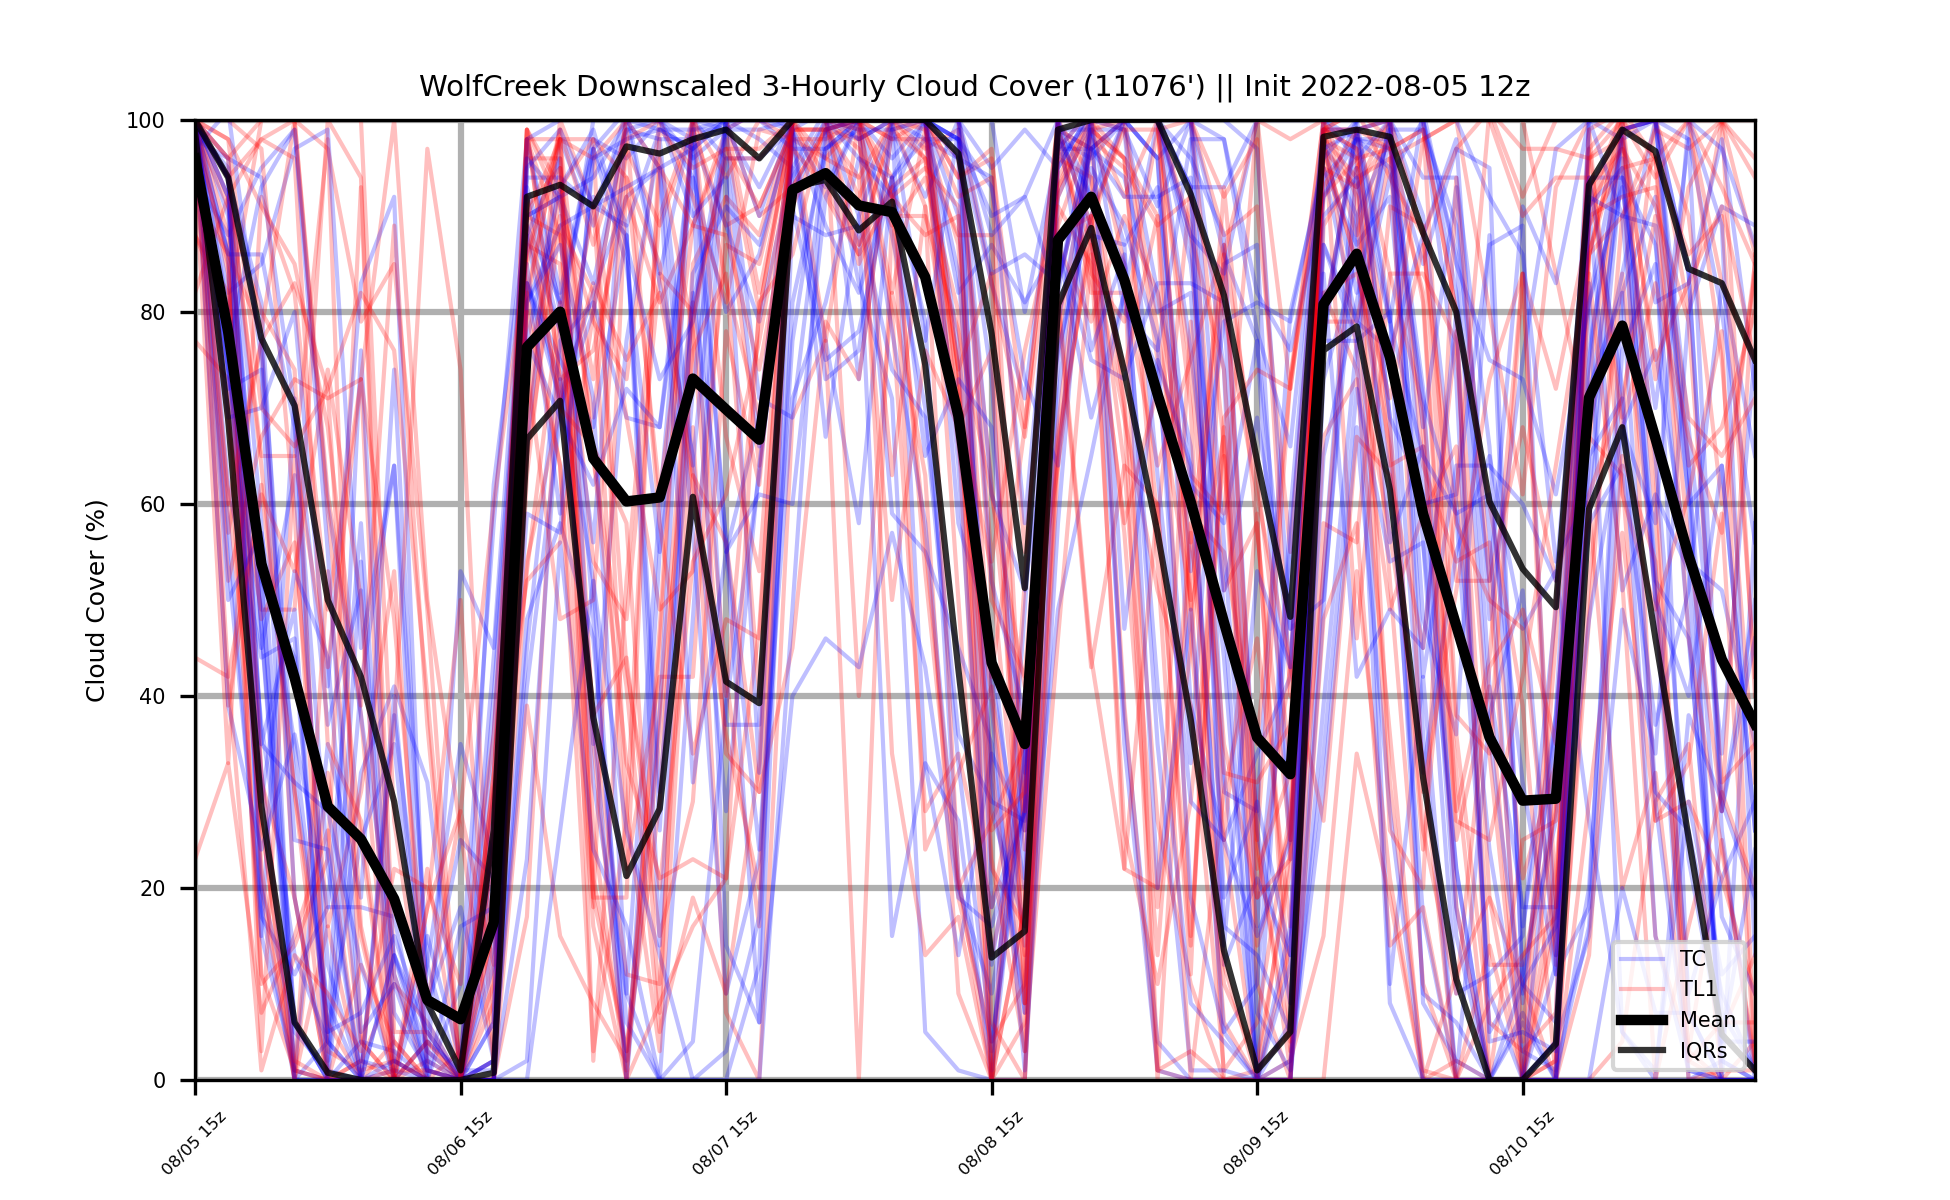 WolfCreek Downscaled 3-Hourly Cloud Cover (11076') || Init 2022-08-05 12z
Cloud Cover (%)
100
80
60
40
20
0
08/05 15z
08/06 15z
08/07 15z
08/08 15z
08/09 15z
08/10 15z
TC
TL1
Mean
IQRs